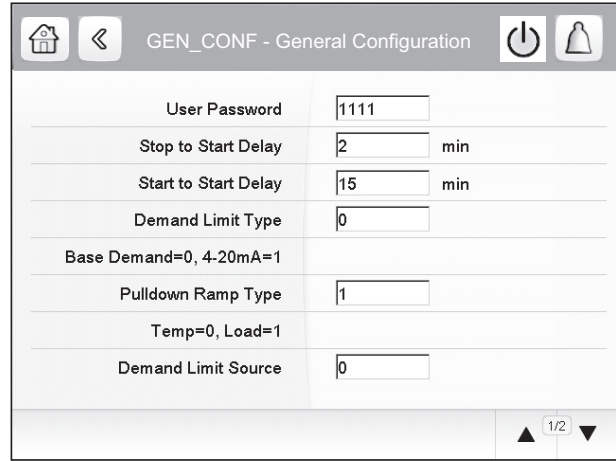 GEN_CONF - General Configuration
User Password 1111
Stop to Start Delay 2 min
Start to Start Delay 15 min
Demand Limit Type 0
Base Demand=0, 4-20mA=1
Pulldown Ramp Type 1
Temp=0, Load=1
Demand Limit Source 0
1/2